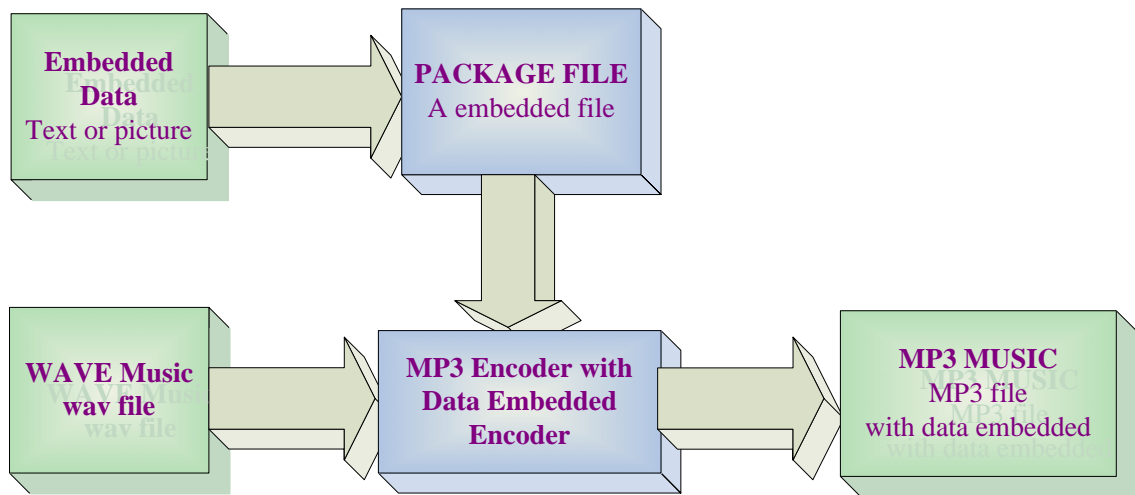 Embedded
Data
Text or picture
PACKAGE FILE
A embedded file
WAVE Music
wav file
MP3 Encoder with
Data Embedded
Encoder
MP3 MUSIC
MP3 file
with data embedded